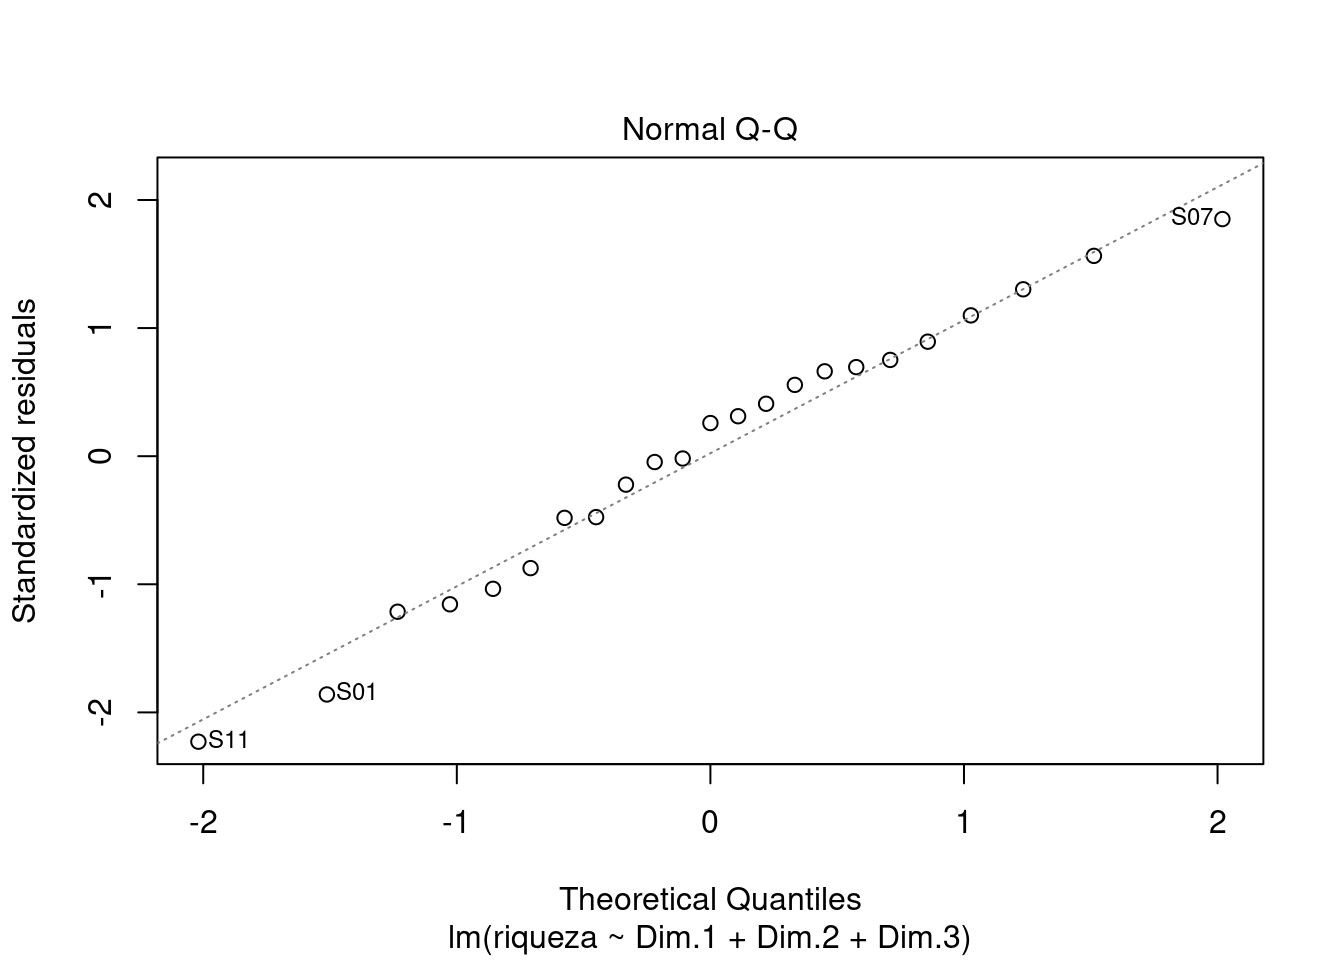 Normal Q-Q
Standardized residuals
2
1
0
-1
-2
S07
S01
S11
-2 -1 0 1 2
Theoretical Quantiles
lm(riqueza ~ Dim.1 + Dim.2 + Dim.3)